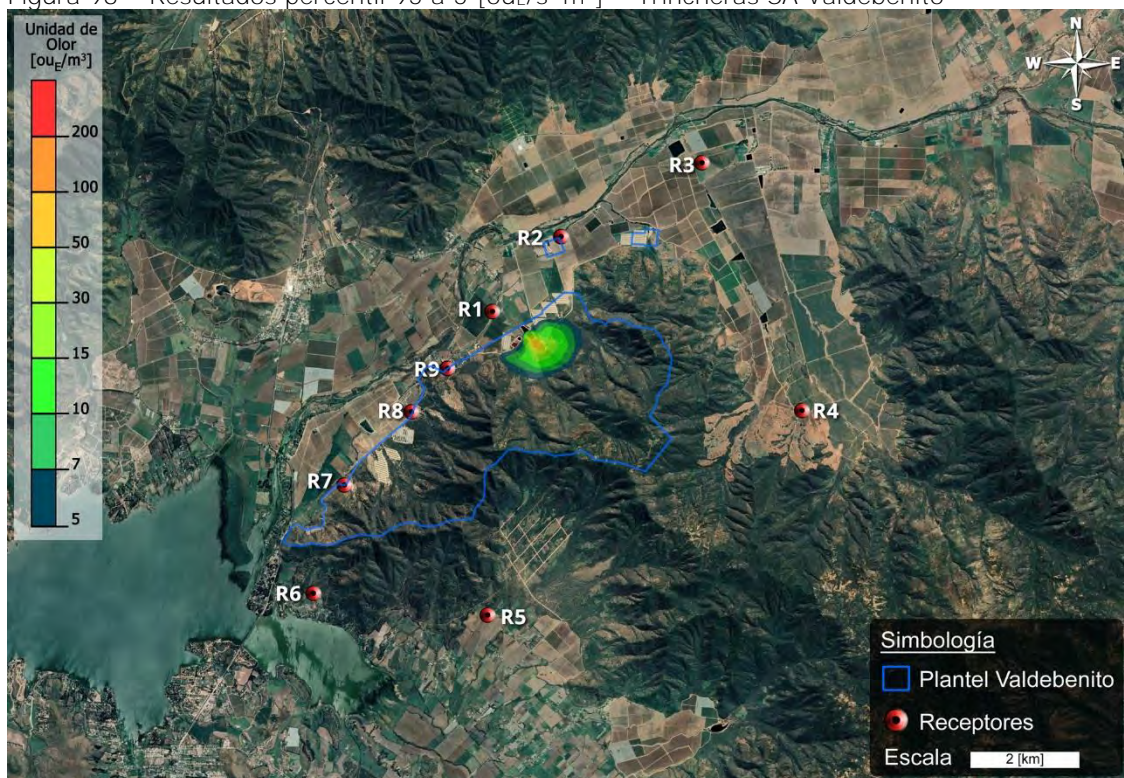 Unidad de
Olor
[ouE/m³]
200
100
50
30
15
10
7
5
N
W E
S
R3
R2
R1
R9
R8
R4
R7
R6
R5
Simbología
Plantel Valdebenito
Receptores
Escala 2 [km]